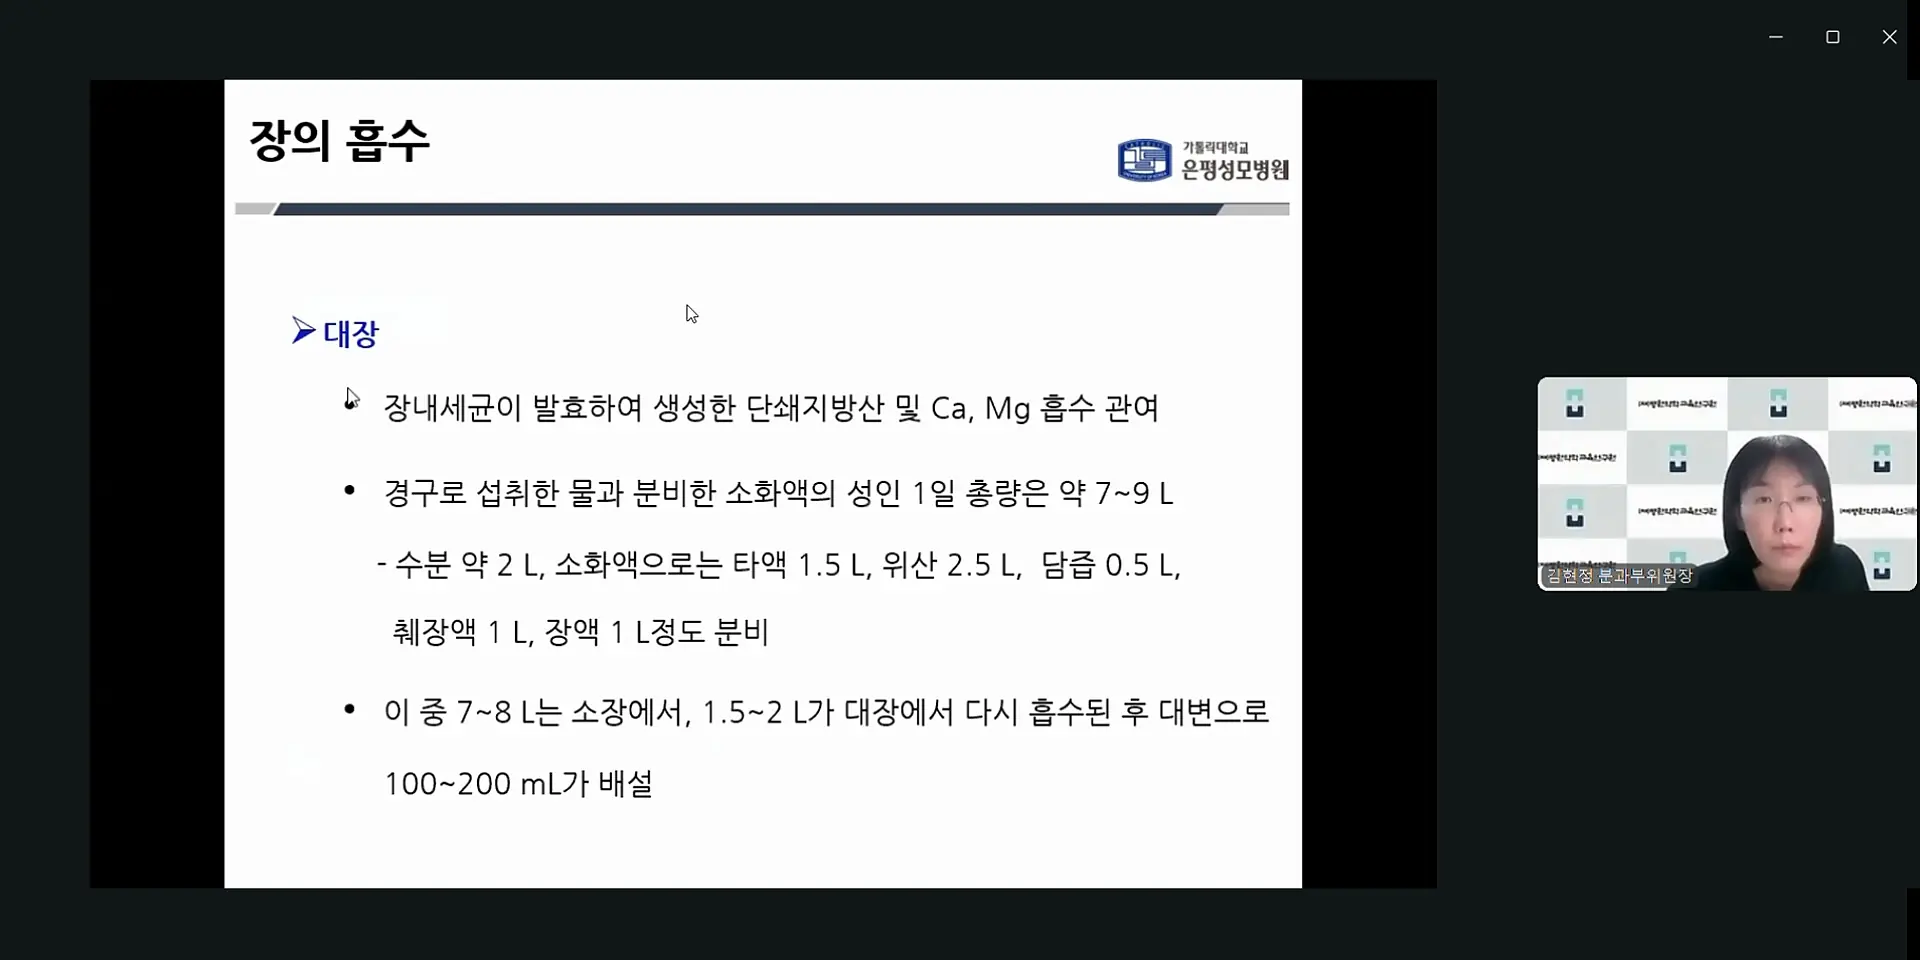 장의 흡수
가톨릭대학교
은평성모병원
➢ 대장
• 장내세균이 발효하여 생성한 단쇄지방산 및 Ca, Mg 흡수 관여
• 경구로 섭취한 물과 분비한 소화액의 성인 1일 총량은 약 7~9 L
- 수분 약 2 L, 소화액으로는 타액 1.5 L, 위산 2.5 L, 담즙 0.5 L,
췌장액 1 L, 장액 1 L정도 분비
• 이 중 7~8 L는 소장에서, 1.5~2 L가 대장에서 다시 흡수된 후 대변으로
100~200 mL가 배설
김현정 분과부위원장